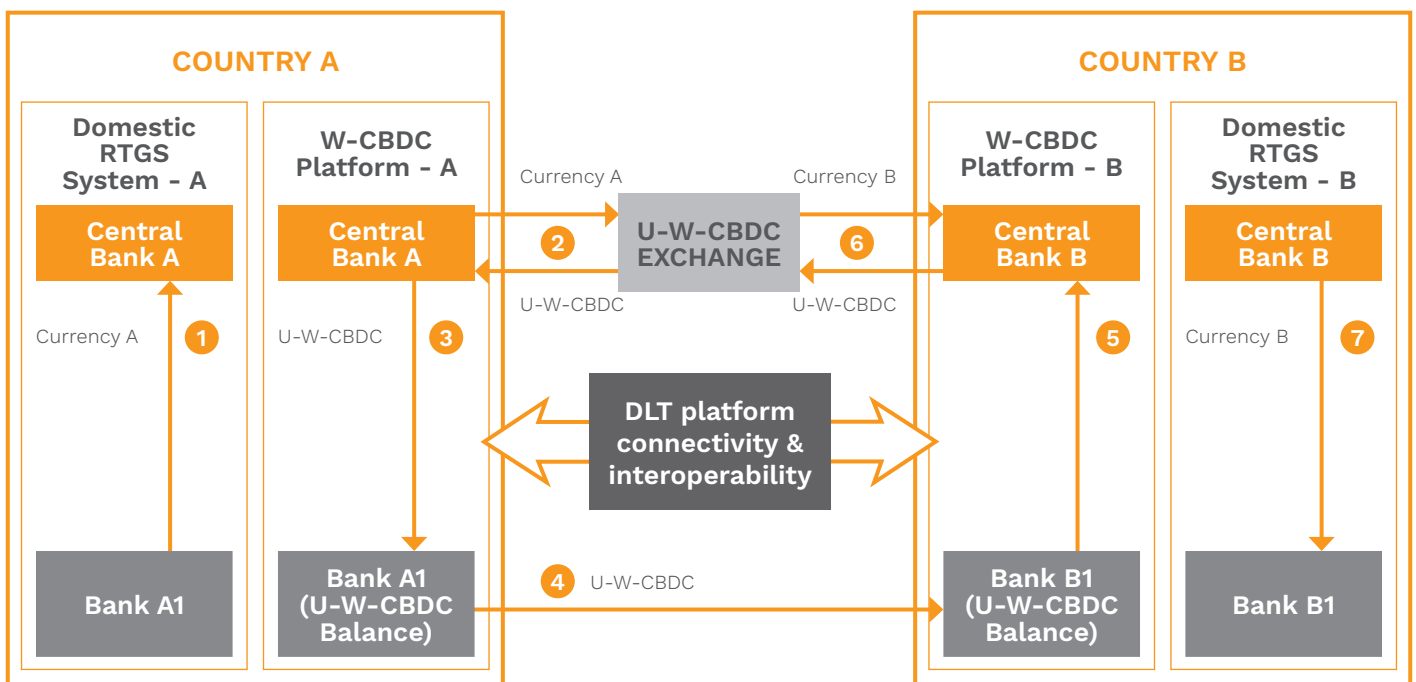 COUNTRY A
Domestic
RTGS
System - A
Central
Bank A
Currency A
1
Bank A1
W-CBDC
Platform - A
Central
Bank A
U-W-CBDC
3
Bank A1
(U-W-CBDC
Balance)
Currency A
2
U-W-CBDC
U-W-CBDC
EXCHANGE
Currency B
6
U-W-CBDC
DLT platform
connectivity &
interoperability
4
U-W-CBDC
COUNTRY B
W-CBDC
Platform - B
Central
Bank B
5
Bank B1
(U-W-CBDC
Balance)
Domestic
RTGS
System - B
Central
Bank B
Currency B
7
Bank B1